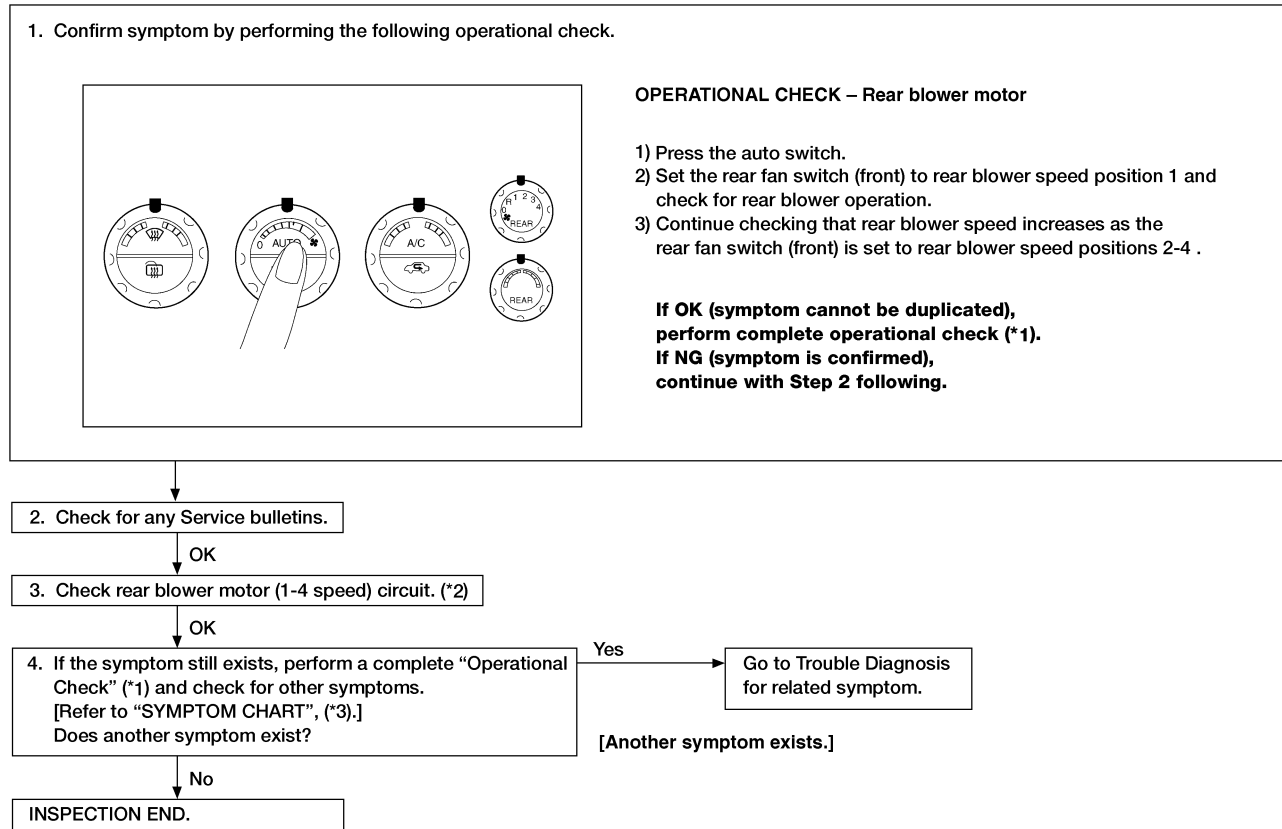 1. Confirm symptom by performing the following operational check.
OPERATIONAL CHECK – Rear blower motor
1) Press the auto switch.
2) Set the rear fan switch (front) to rear blower speed position 1 and
check for rear blower operation.
3) Continue checking that rear blower speed increases as the
rear fan switch (front) is set to rear blower speed positions 2-4 .
If OK (symptom cannot be duplicated),
perform complete operational check (*1).
If NG (symptom is confirmed),
continue with Step 2 following.
0 AUTO
A/C
0 R 1 2 3 4
REAR
REAR
2. Check for any Service bulletins.
OK
3. Check rear blower motor (1-4 speed) circuit. (*2)
OK
4. If the symptom still exists, perform a complete “Operational
Check” (*1) and check for other symptoms.
[Refer to “SYMPTOM CHART”, (*3).]
Does another symptom exist?
Yes
Go to Trouble Diagnosis
for related symptom.
[Another symptom exists.]
No
INSPECTION END.